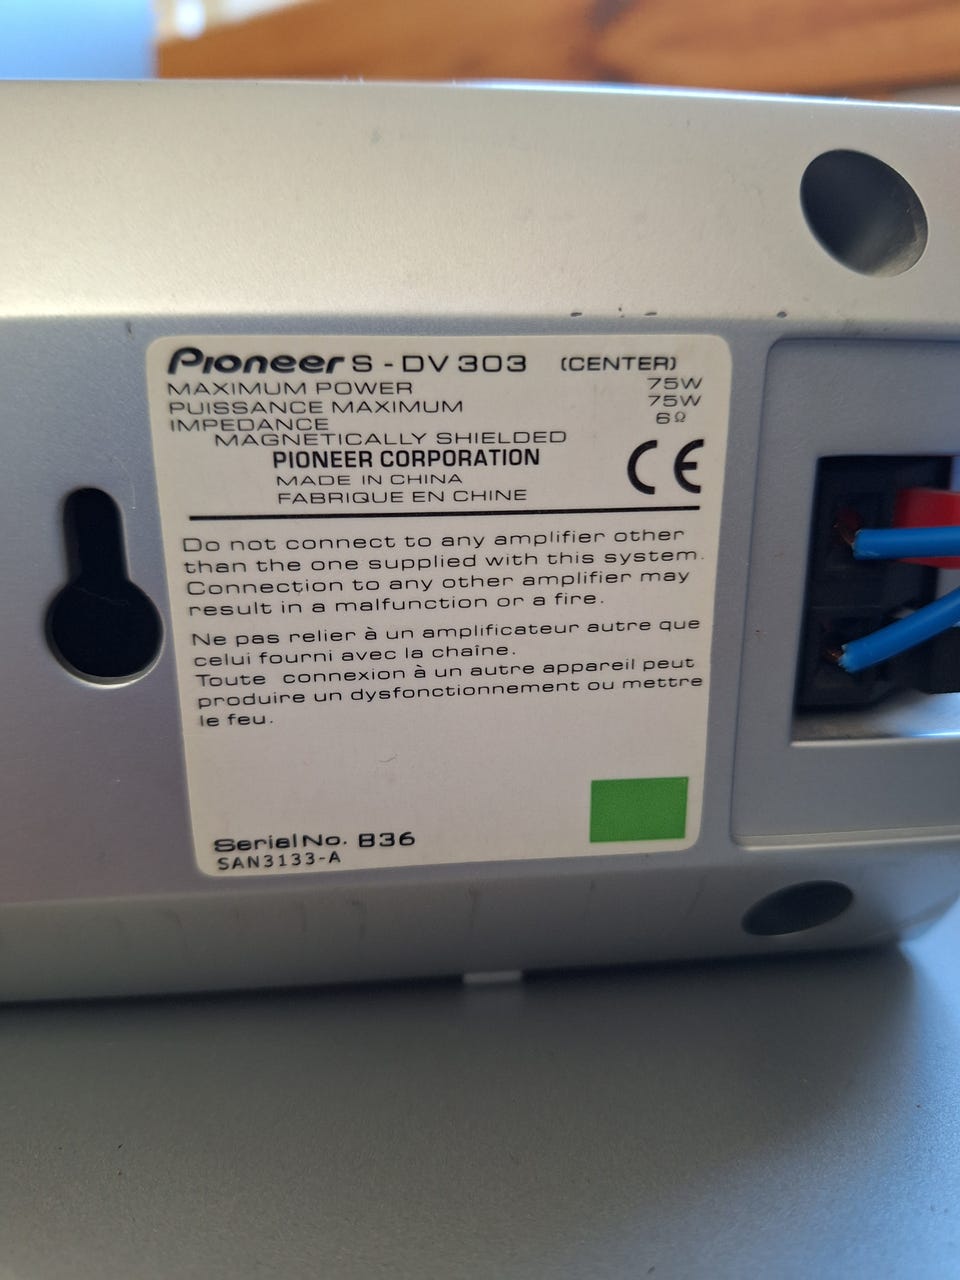 Pioneer S-DV303 (CENTER)
MAXIMUM POWER 75W
PUISSANCE MAXIMUM 75W
IMPEDANCE 6Ω
MAGNETICALLY SHIELDED
PIONEER CORPORATION
MADE IN CHINA
FABRIQUE EN CHINE
CE
Do not connect to any amplifier other
than the one supplied with this system.
Connection to any other amplifier may
result in a malfunction or a fire.
Ne pas relier à un amplificateur autre que
celui fourni avec la chaîne.
Toute connexion à un autre appareil peut
produire un dysfonctionnement ou mettre
le feu.
Serial No. B36
SAN3133-A